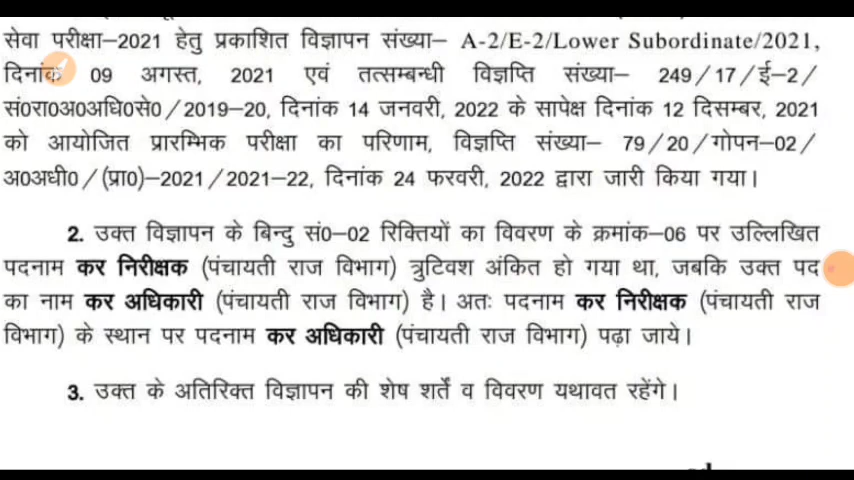 सेवा परीक्षा–2021 हेतु प्रकाशित विज्ञापन संख्या– A-2/E-2/Lower Subordinate/2021,
दिनांक 09 अगस्त, 2021 एवं तत्सम्बन्धी विज्ञप्ति संख्या– 249/17/ई–2/
सं0रा0अ0अधि0से0/2019–20, दिनांक 14 जनवरी, 2022 के सापेक्ष दिनांक 12 दिसम्बर, 2021
को आयोजित प्रारम्भिक परीक्षा का परिणाम, विज्ञप्ति संख्या– 79/20/गोपन–02/
अ0अधी0/(प्रा0)–2021/2021–22, दिनांक 24 फरवरी, 2022 द्वारा जारी किया गया।
2. उक्त विज्ञापन के बिन्दु सं0–02 रिक्तियों का विवरण के क्रमांक–06 पर उल्लिखित
पदनाम कर निरीक्षक (पंचायती राज विभाग) त्रुटिवश अंकित हो गया था, जबकि उक्त पद
का नाम कर अधिकारी (पंचायती राज विभाग) है। अतः पदनाम कर निरीक्षक (पंचायती राज
विभाग) के स्थान पर पदनाम कर अधिकारी (पंचायती राज विभाग) पढ़ा जाये।
3. उक्त के अतिरिक्त विज्ञापन की शेष शर्तें व विवरण यथावत रहेंगे।